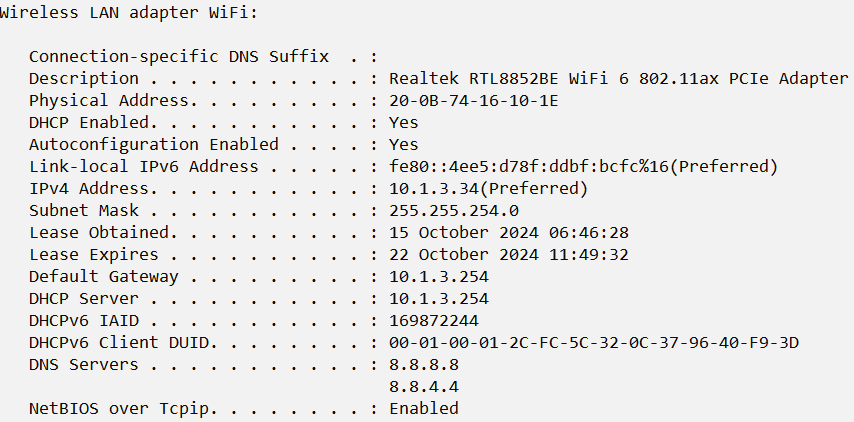 Wireless LAN adapter WiFi:
Connection-specific DNS Suffix  . :
Description . . . . . . . . . . . : Realtek RTL8852BE WiFi 6 802.11ax PCIe Adapter
Physical Address. . . . . . . . . : 20-0B-74-16-10-1E
DHCP Enabled. . . . . . . . . . . : Yes
Autoconfiguration Enabled . . . . : Yes
Link-local IPv6 Address . . . . . : fe80::4ee5:d78f:ddbf:bcfc%16(Preferred)
IPv4 Address. . . . . . . . . . . : 10.1.3.34(Preferred)
Subnet Mask . . . . . . . . . . . : 255.255.254.0
Lease Obtained. . . . . . . . . . : 15 October 2024 06:46:28
Lease Expires . . . . . . . . . . : 22 October 2024 11:49:32
Default Gateway . . . . . . . . . : 10.1.3.254
DHCP Server . . . . . . . . . . . : 10.1.3.254
DHCPv6 IAID . . . . . . . . . . . : 169872244
DHCPv6 Client DUID. . . . . . . . : 00-01-00-01-2C-FC-5C-32-0C-37-96-40-F9-3D
DNS Servers . . . . . . . . . . . : 8.8.8.8
8.8.4.4
NetBIOS over Tcpip. . . . . . . . : Enabled